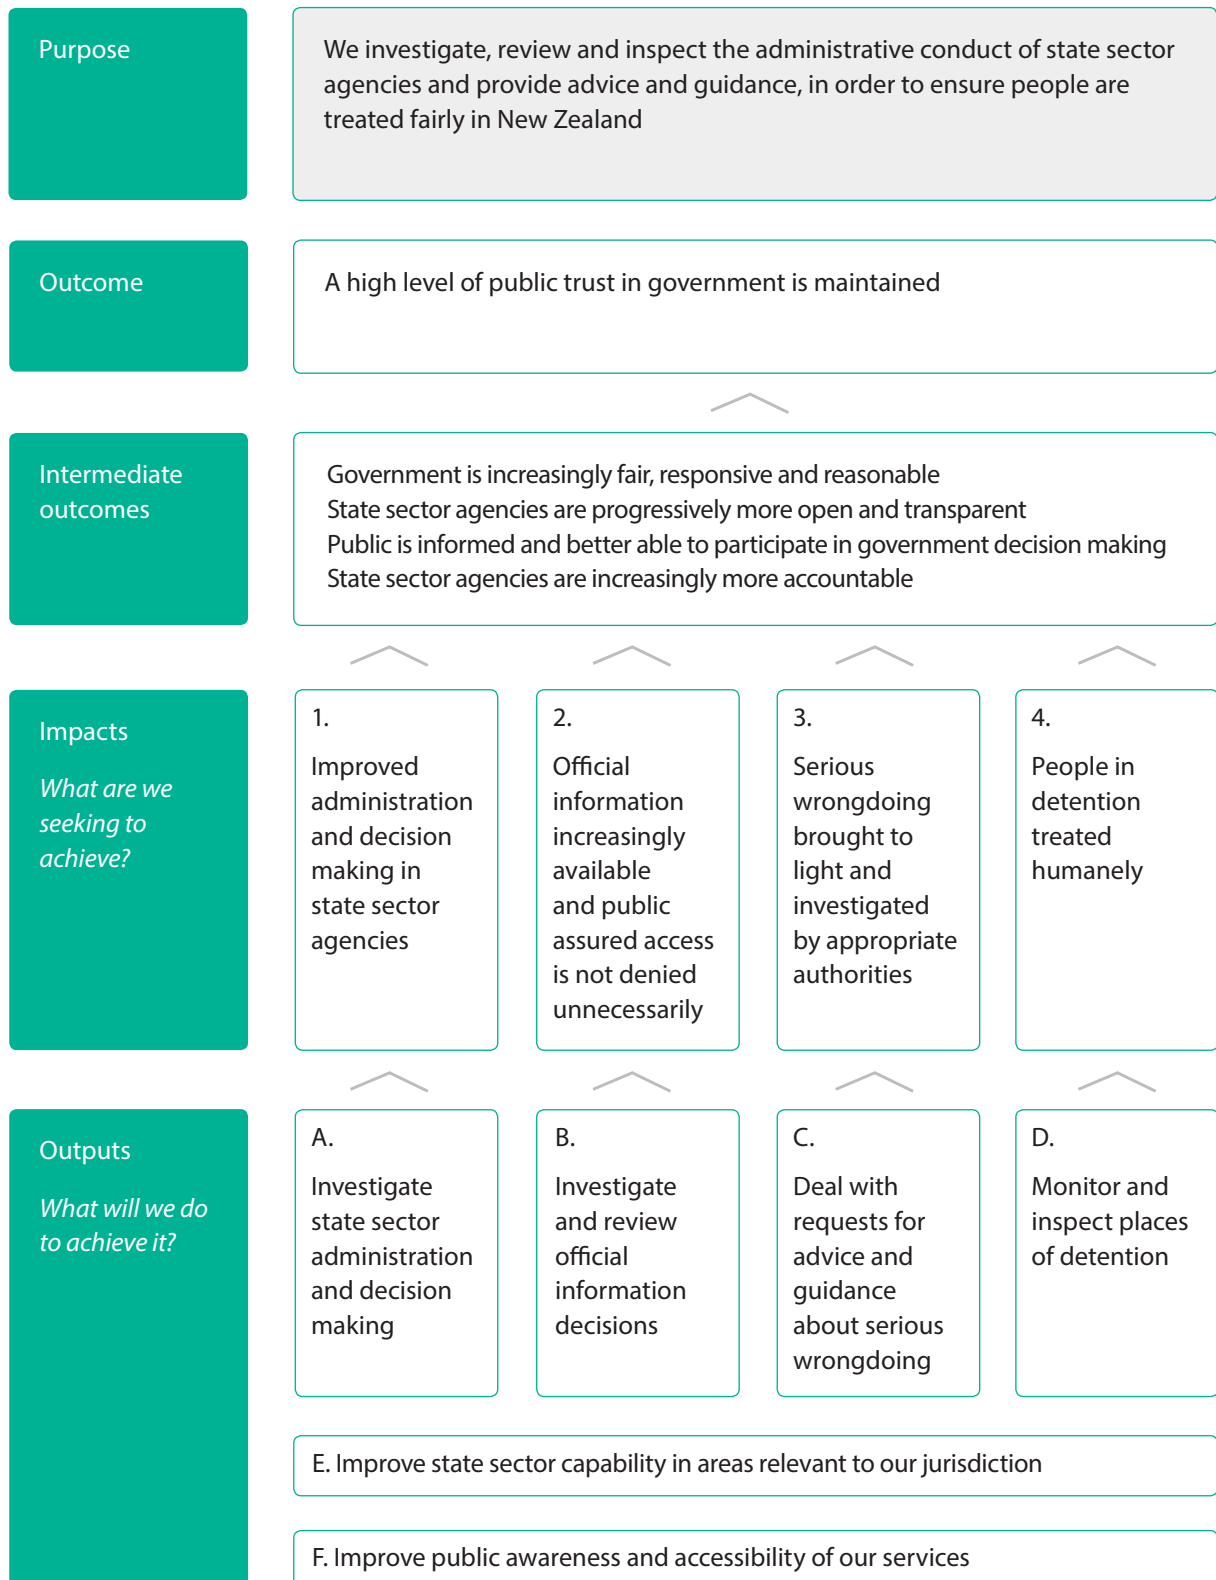 Purpose
We investigate, review and inspect the administrative conduct of state sector
agencies and provide advice and guidance, in order to ensure people are
treated fairly in New Zealand
Outcome
A high level of public trust in government is maintained
Intermediate
outcomes
Government is increasingly fair, responsive and reasonable
State sector agencies are progressively more open and transparent
Public is informed and better able to participate in government decision making
State sector agencies are increasingly more accountable
Impacts
What are we
seeking to
achieve?
1.
Improved
administration
and decision
making in
state sector
agencies
2.
Official
information
increasingly
available
and public
assured access
is not denied
unnecessarily
3.
Serious
wrongdoing
brought to
light and
investigated
by appropriate
authorities
4.
People in
detention
treated
humanely
Outputs
What will we do
to achieve it?
A.
Investigate
state sector
administration
and decision
making
B.
Investigate
and review
official
information
decisions
C.
Deal with
requests for
advice and
guidance
about serious
wrongdoing
D.
Monitor and
inspect places
of detention
E. Improve state sector capability in areas relevant to our jurisdiction
F. Improve public awareness and accessibility of our services